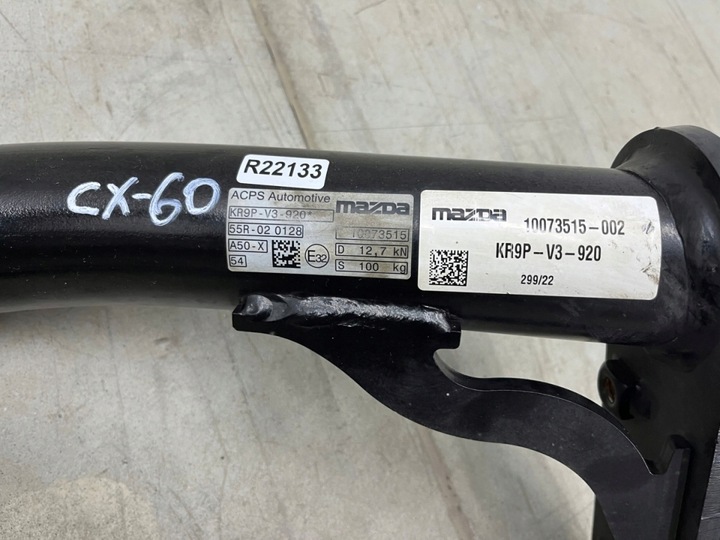 CX-60
R22133
ACPS Automotive
KR9P-V3-920*
mazda
55R-02 0128
10073515
A50-X
E32
D 12,7 kN
54
S 100 kg
mazda
10073515-002
KR9P-V3-920
299/22